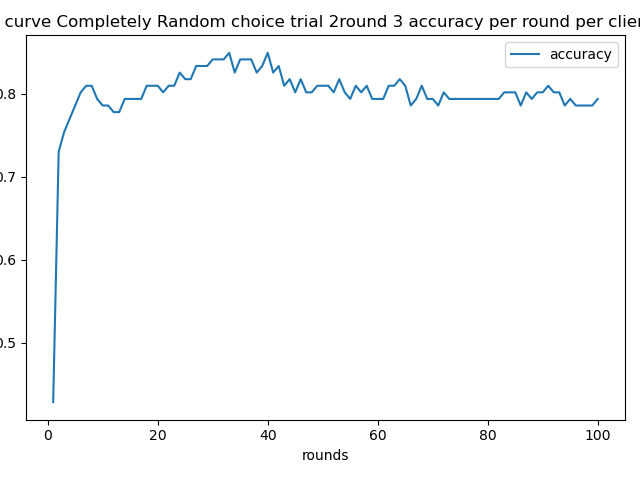 curve Completely Random choice trial 2round 3 accuracy per round per
accuracy
0.8
0.7
0.6
0.5
0 20 40 60 80 100
rounds